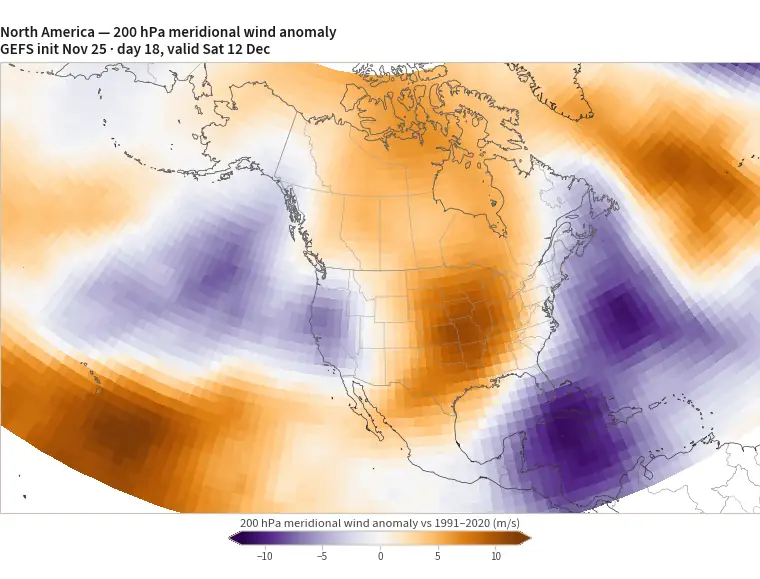 North America — 200 hPa meridional wind anomaly
GEFS init Nov 25 · day 18, valid Sat 12 Dec
200 hPa meridional wind anomaly vs 1991–2020 (m/s)
−10 −5 0 5 10